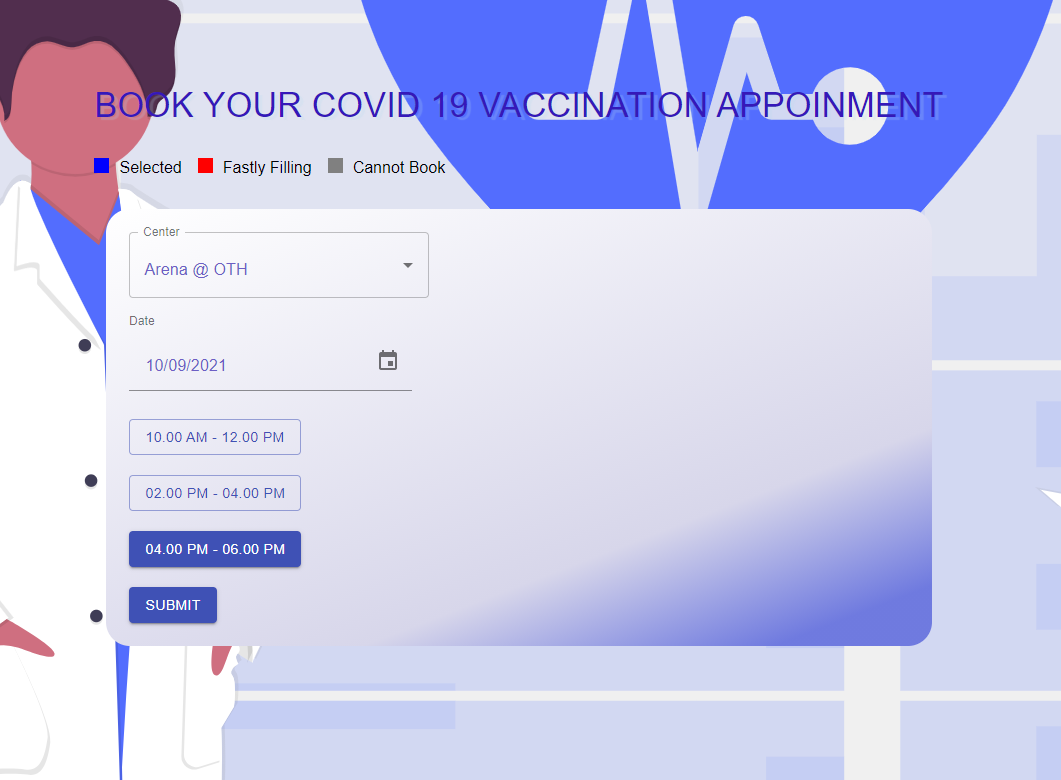 BOOK YOUR COVID 19 VACCINATION APPOINMENT
Selected Fastly Filling Cannot Book
Center
Arena @ OTH
Date
10/09/2021
10.00 AM - 12.00 PM
02.00 PM - 04.00 PM
04.00 PM - 06.00 PM
SUBMIT